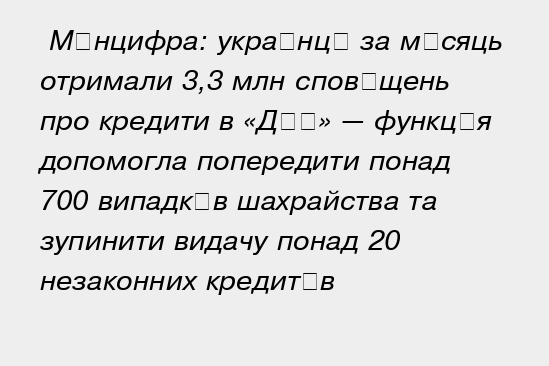 М□нцифра: укра□нц□ за м□сяць
отримали 3,3 млн спов□щень
про кредити в «Д□□» — функц□я
допомогла попередити понад
700 випадк□в шахрайства та
зупинити видачу понад 20
незаконних кредит□в